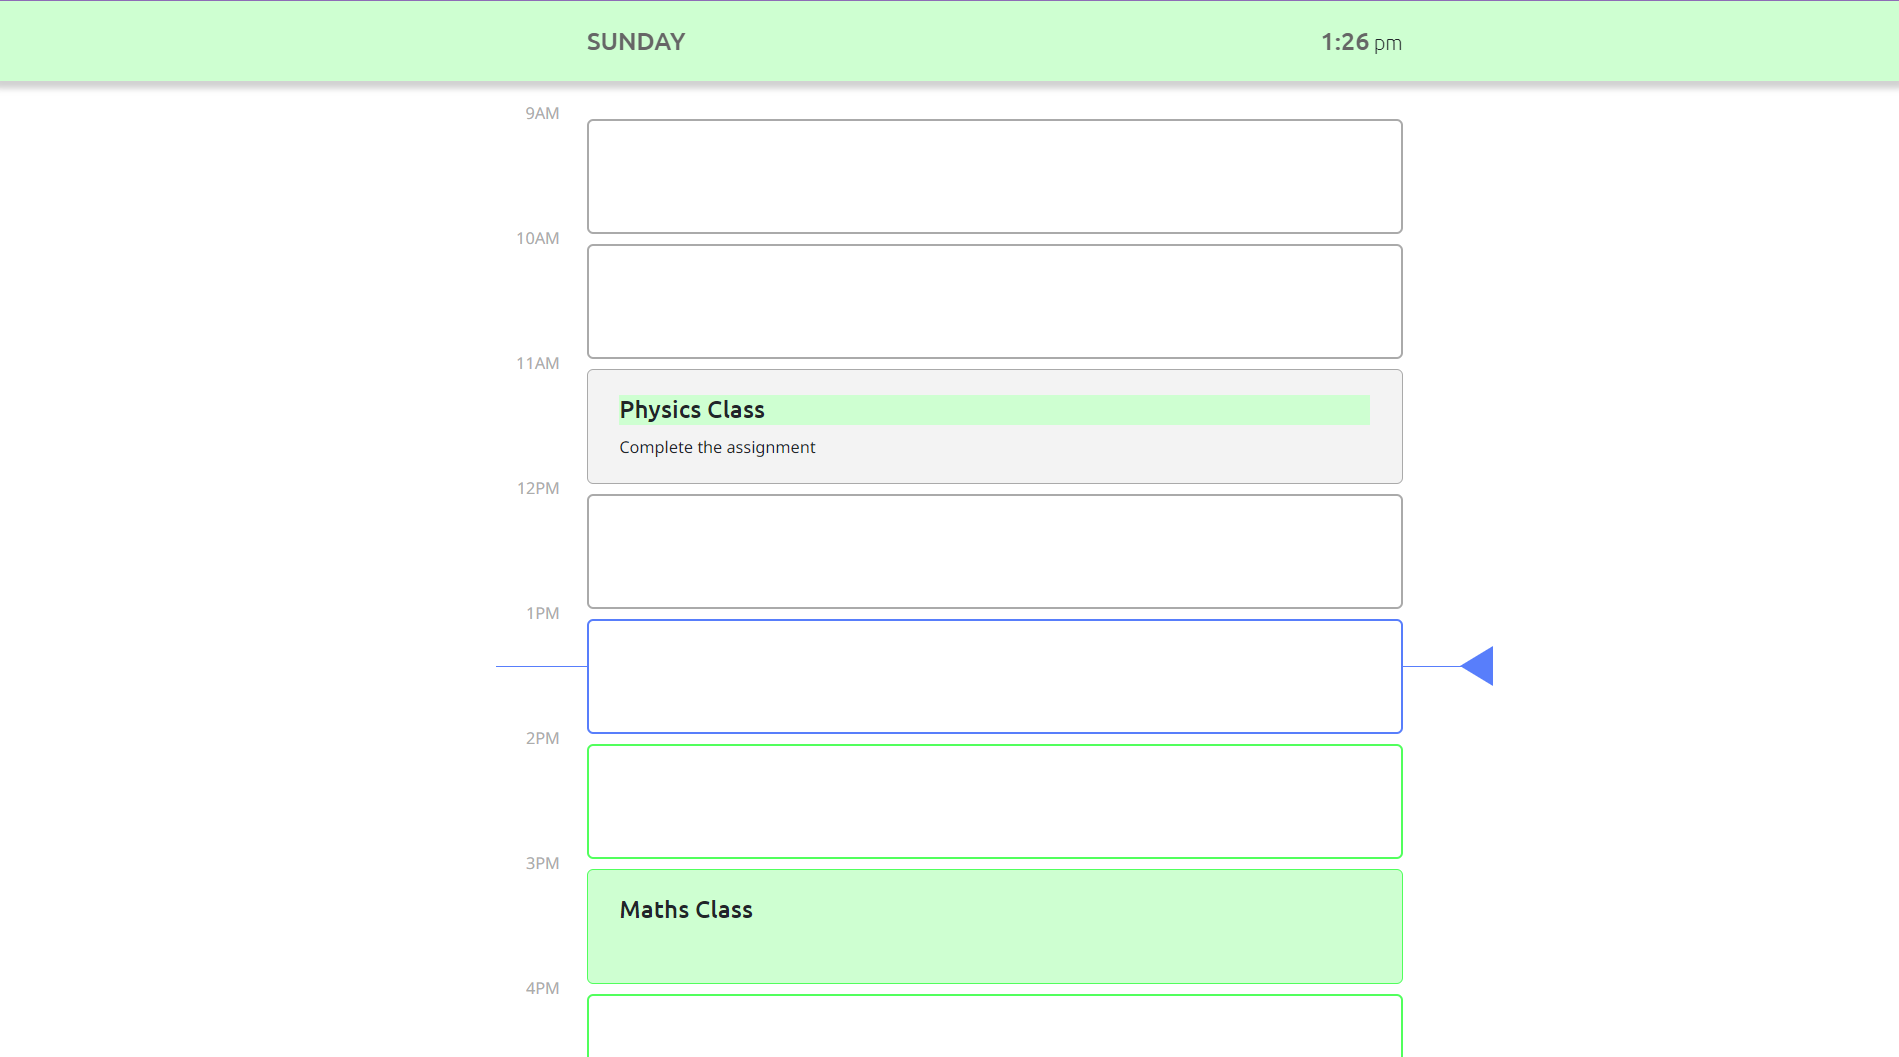 SUNDAY 1:26 pm
9AM
10AM
11AM
Physics Class
Complete the assignment
12PM
1PM
2PM
3PM
Maths Class
4PM